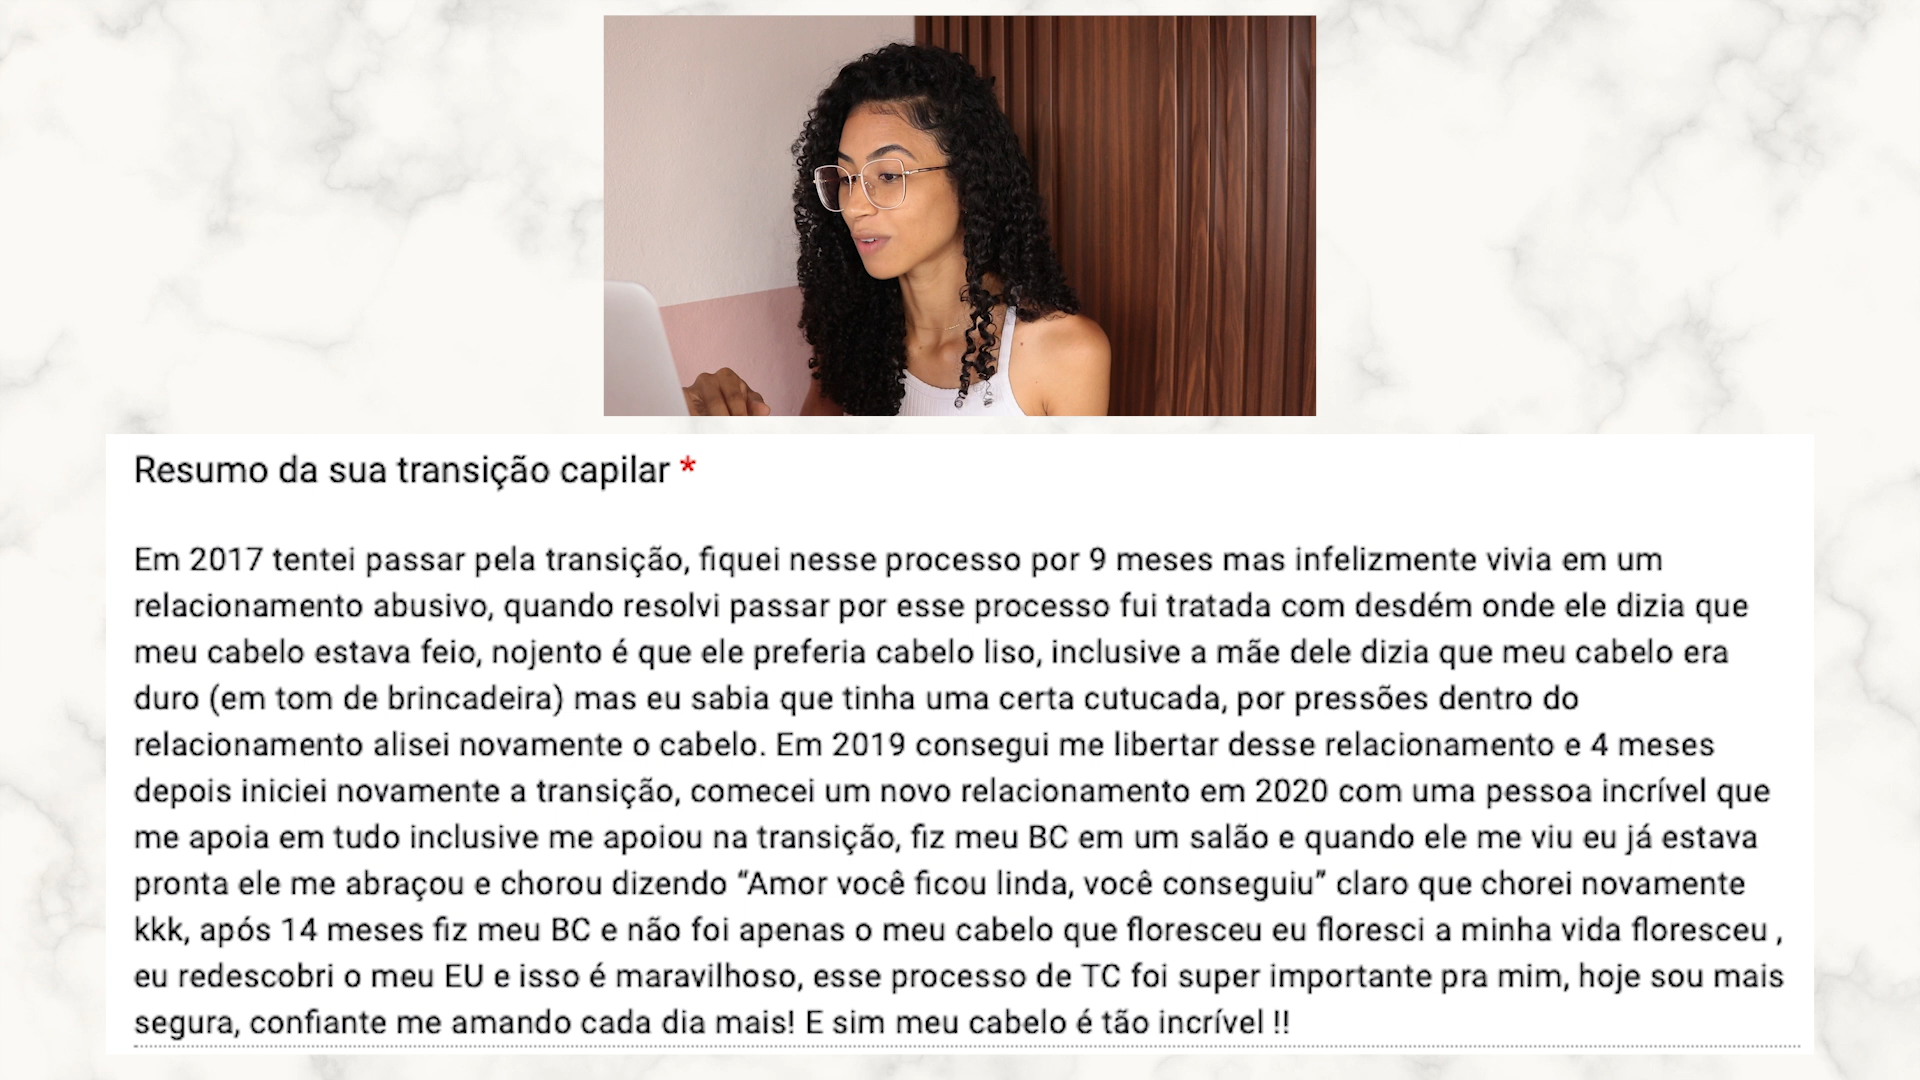 Resumo da sua transição capilar *
Em 2017 tentei passar pela transição, fiquei nesse processo por 9 meses mas infelizmente vivia em um
relacionamento abusivo, quando resolvi passar por esse processo fui tratada com desdém onde ele dizia que
meu cabelo estava feio, nojento é que ele preferia cabelo liso, inclusive a mãe dele dizia que meu cabelo era
duro (em tom de brincadeira) mas eu sabia que tinha uma certa cutucada, por pressões dentro do
relacionamento alisei novamente o cabelo. Em 2019 consegui me libertar desse relacionamento e 4 meses
depois iniciei novamente a transição, comecei um novo relacionamento em 2020 com uma pessoa incrível que
me apoia em tudo inclusive me apoiou na transição, fiz meu BC em um salão e quando ele me viu eu já estava
pronta ele me abraçou e chorou dizendo “Amor você ficou linda, você conseguiu” claro que chorei novamente
kkk, após 14 meses fiz meu BC e não foi apenas o meu cabelo que floresceu eu floresci a minha vida floresceu ,
eu redescobri o meu EU e isso é maravilhoso, esse processo de TC foi super importante pra mim, hoje sou mais
segura, confiante me amando cada dia mais! E sim meu cabelo é tão incrível !!